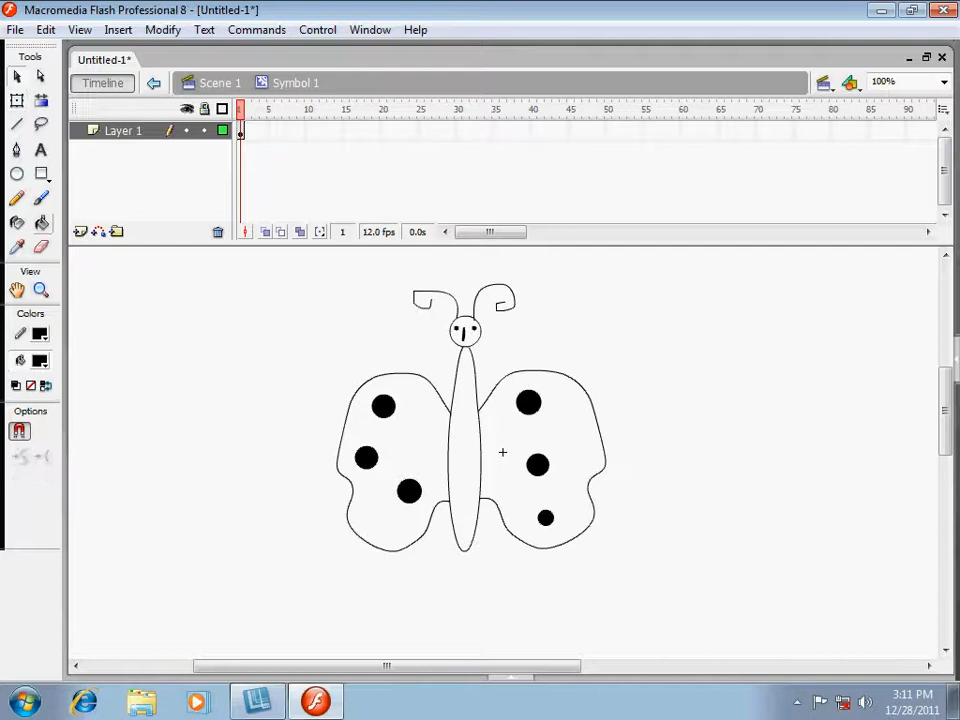 Macromedia Flash Professional 8 - [Untitled-1*]
File Edit View Insert Modify Text Commands Control Window Help
Tools
Untitled-1*
Timeline Scene 1 Symbol 1 100%
1 5 10 15 20 25 30 35 40 45 50 55 60 65 70 75 80 85 90
Layer 1
1 12.0 fps 0.0s
View
Colors
Options
3:11 PM
12/28/2011